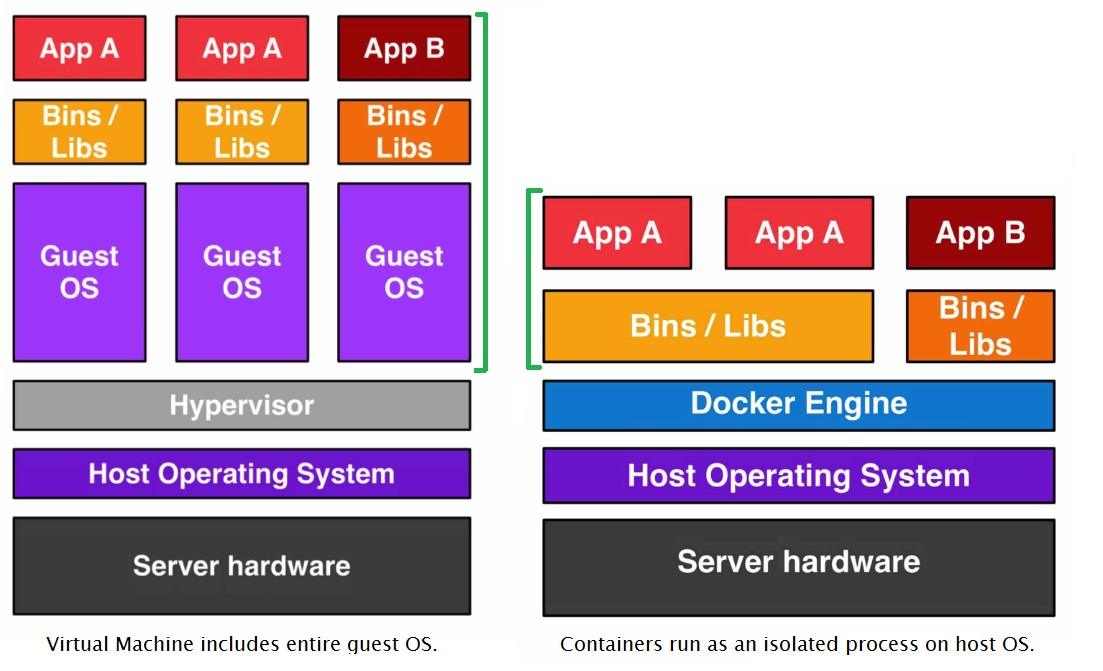 App A
App A
App B
Bins /
Libs
Bins /
Libs
Bins /
Libs
Guest
OS
Guest
OS
Guest
OS
Hypervisor
Host Operating System
Server hardware
Virtual Machine includes entire guest OS.
App A
App A
App B
Bins / Libs
Bins /
Libs
Docker Engine
Host Operating System
Server hardware
Containers run as an isolated process on host OS.